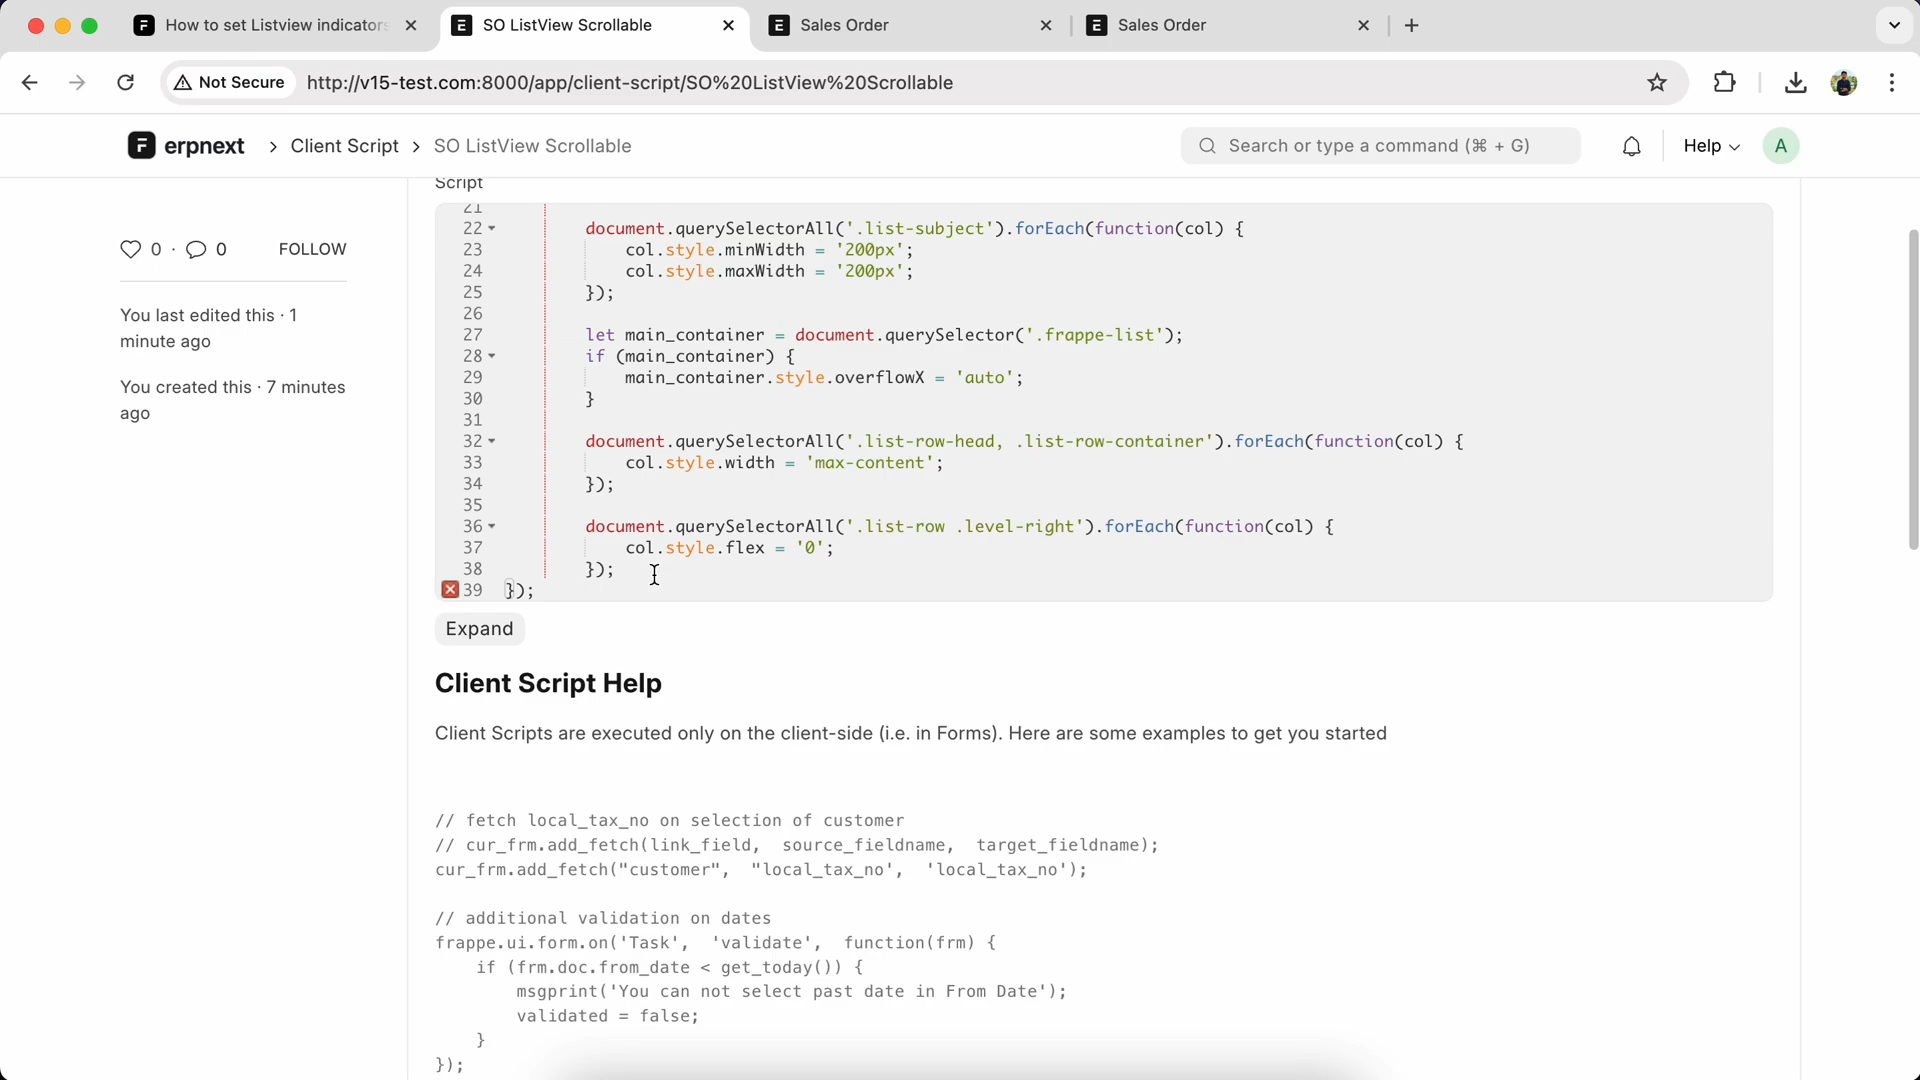 How to set Listview indicators
SO ListView Scrollable
Sales Order
Sales Order
Not Secure
http://v15-test.com:8000/app/client-script/SO%20ListView%20Scrollable
erpnext
Client Script
SO ListView Scrollable
Search or type a command (⌘ + G)
Help
A
0 · 0
FOLLOW
You last edited this · 1
minute ago
You created this · 7 minutes
ago
Script
21
22 document.querySelectorAll('.list-subject').forEach(function(col) {
23 col.style.minWidth = '200px';
24 col.style.maxWidth = '200px';
25 });
26
27 let main_container = document.querySelector('.frappe-list');
28 if (main_container) {
29 main_container.style.overflowX = 'auto';
30 }
31
32 document.querySelectorAll('.list-row-head, .list-row-container').forEach(function(col) {
33 col.style.width = 'max-content';
34 });
35
36 document.querySelectorAll('.list-row .level-right').forEach(function(col) {
37 col.style.flex = '0';
38 });
39 });
Expand
Client Script Help
Client Scripts are executed only on the client-side (i.e. in Forms). Here are some examples to get you started
// fetch local_tax_no on selection of customer
// cur_frm.add_fetch(link_field, source_fieldname, target_fieldname);
cur_frm.add_fetch("customer", "local_tax_no', 'local_tax_no');
// additional validation on dates
frappe.ui.form.on('Task', 'validate', function(frm) {
if (frm.doc.from_date < get_today()) {
msgprint('You can not select past date in From Date');
validated = false;
}
});